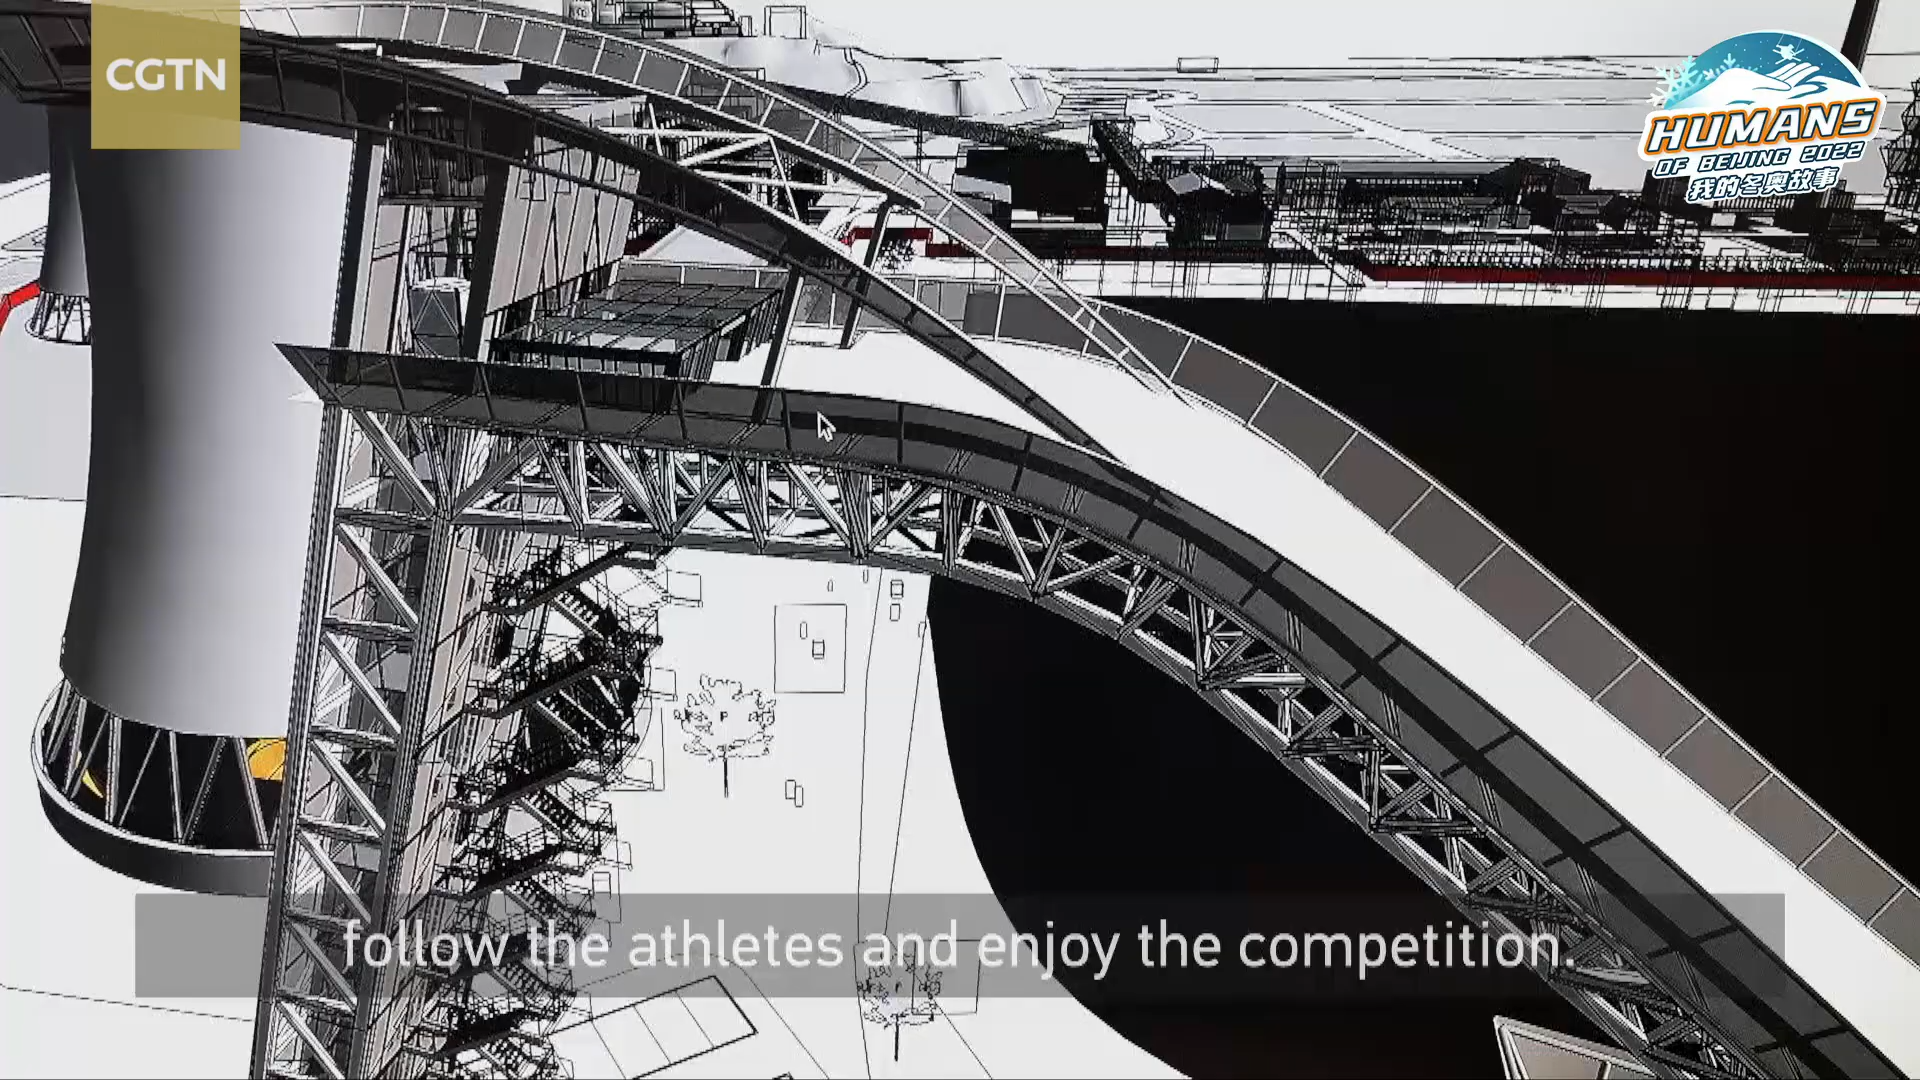 CGTN
HUMANS
OF BEIJING 2022
我的冬奥故事
follow the athletes and enjoy the competition.